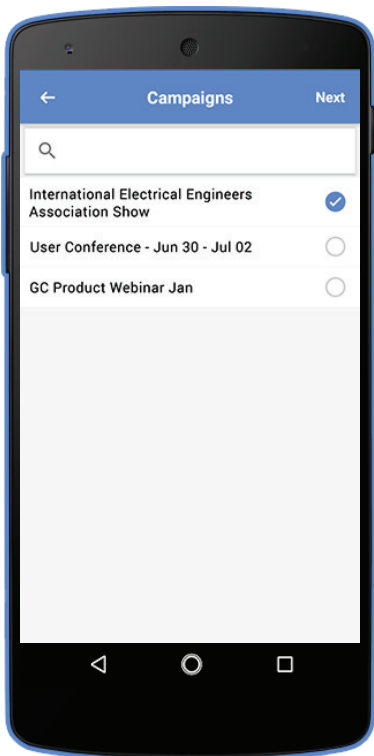 Campaigns Next
International Electrical Engineers
Association Show
User Conference - Jun 30 - Jul 02
GC Product Webinar Jan